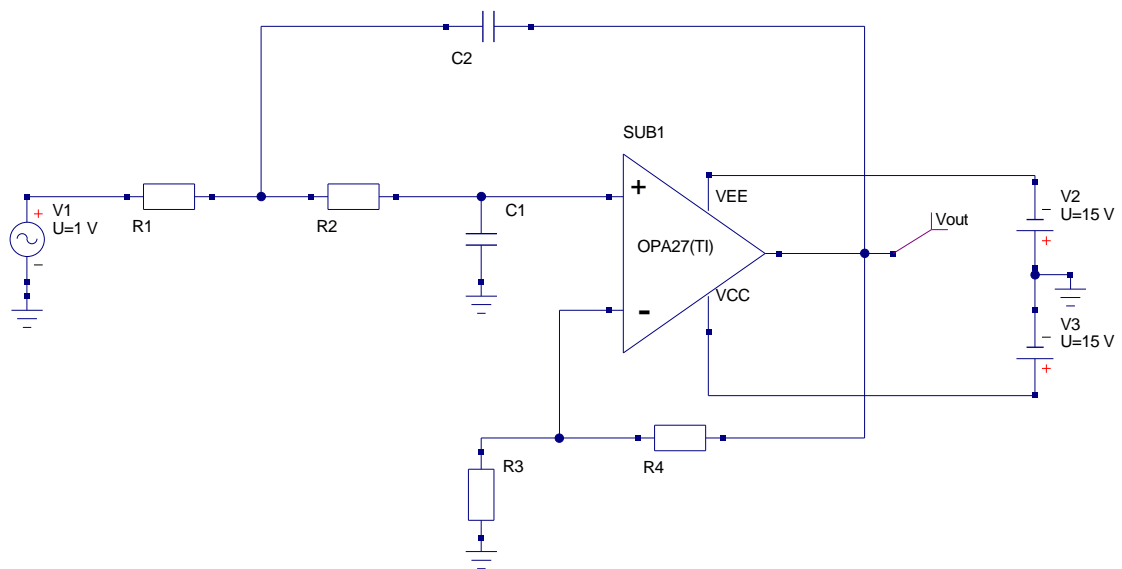 C2
SUB1
+
VEE
V2
U=15 V
V1
U=1 V
R1
R2
C1
OPA27(TI)
Vout
VCC
-
V3
U=15 V
R3
R4